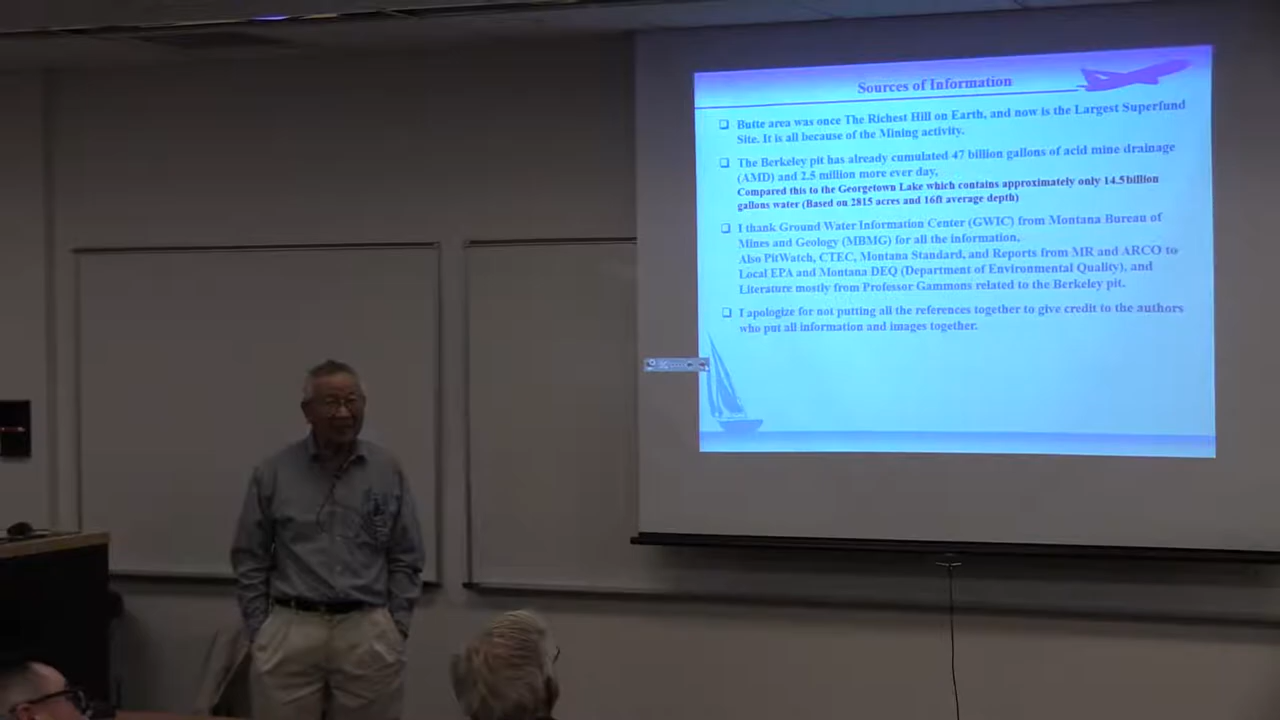 Sources of Information
❑ Butte area was once The Richest Hill on Earth, and now is the Largest Superfund
Site. It is all because of the Mining activity.
❑ The Berkeley pit has already cumulated 47 billion gallons of acid mine drainage
(AMD) and 2.5 million more ever day,
Compared this to the Georgetown Lake which contains approximately only 14.5billion
gallons water (Based on 2815 acres and 16ft average depth)
❑ I thank Ground Water Information Center (GWIC) from Montana Bureau of
Mines and Geology (MBMG) for all the information,
Also PitWatch, CTEC, Montana Standard, and Reports from MR and ARCO to
Local EPA and Montana DEQ (Department of Environmental Quality), and
Literature mostly from Professor Gammons related to the Berkeley pit.
❑ I apologize for not putting all the references together to give credit to the authors
who put all information and images together.